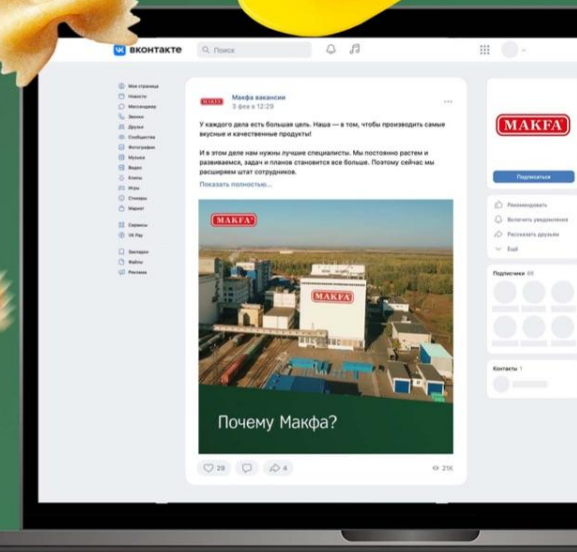 вконтакте
Поиск
Моя страница
Новости
Мессенджер
Звонки
Друзья
Сообщества
Фотографии
Музыка
Видео
Клипы
Игры
Стикеры
Маркет
Сервисы
VK Pay
Закладки
Файлы
Реклама
МАКFА
Макфа вакансии
3 фев в 12:29
У каждого дела есть большая цель. Наша — в том, чтобы производить самые
вкусные и качественные продукты!
И в этом деле нам нужны лучшие специалисты. Мы постоянно растем и
развиваемся, задач и планов становится все больше. Поэтому сейчас мы
расширяем штат сотрудников.
Показать полностью...
MAKFA
MAKFA
Почему Макфа?
29
4
21K
MAKFA
Подписаться
Рекомендовать
Включить уведомления
Рассказать друзьям
Ещё
Подписчики 60
Контакты 1